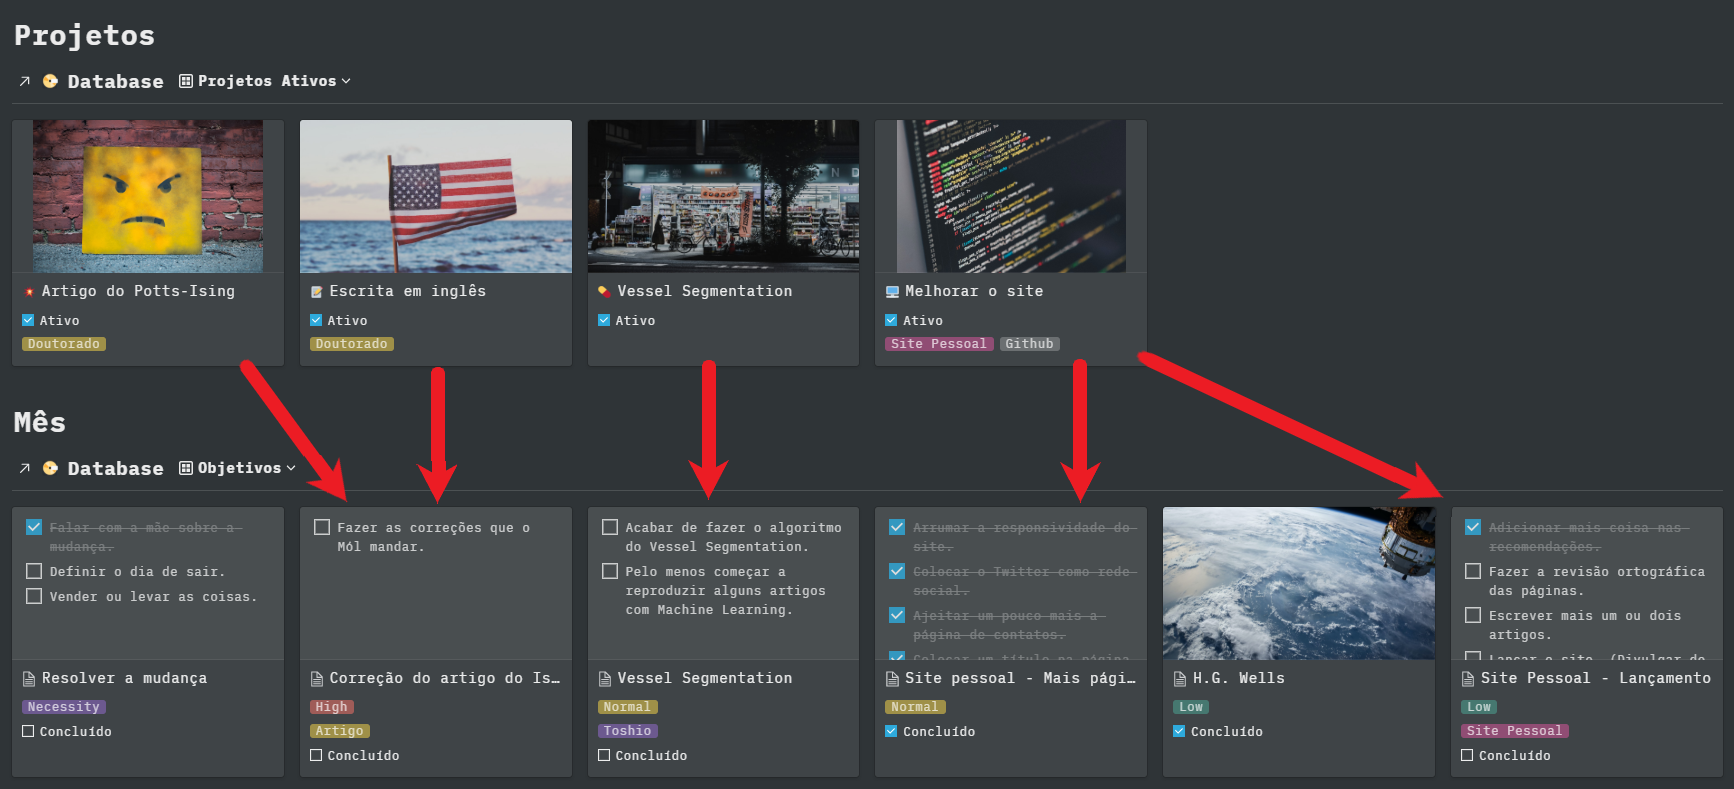 Projetos
Database Projetos Ativos
Artigo do Potts-Ising
Ativo
Doutorado
Escrita em inglês
Ativo
Doutorado
Vessel Segmentation
Ativo
Melhorar o site
Ativo
Site Pessoal Github
Mês
Database Objetivos
Falar com a mãe sobre a
mudança.
Definir o dia de sair.
Vender ou levar as coisas.
Resolver a mudança
Necessity
Concluído
Fazer as correções que o
Mól mandar.
Correção do artigo do Is…
High
Artigo
Concluído
Acabar de fazer o algoritmo
do Vessel Segmentation.
Pelo menos começar a
reproduzir alguns artigos
com Machine Learning.
Vessel Segmentation
Normal
Toshio
Concluído
Arrumar a responsividade do
site.
Colocar o Twitter como rede
social.
Ajeitar um pouco mais a
página de contatos.
Colocar um título na página
Site pessoal - Mais pági…
Normal
Concluído
H.G. Wells
Low
Concluído
Adicionar mais coisa nas
recomendações.
Fazer a revisão ortográfica
das páginas.
Escrever mais um ou dois
artigos.
Lançar o site. (Divulgar do
Site Pessoal - Lançamento
Low
Site Pessoal
Concluído